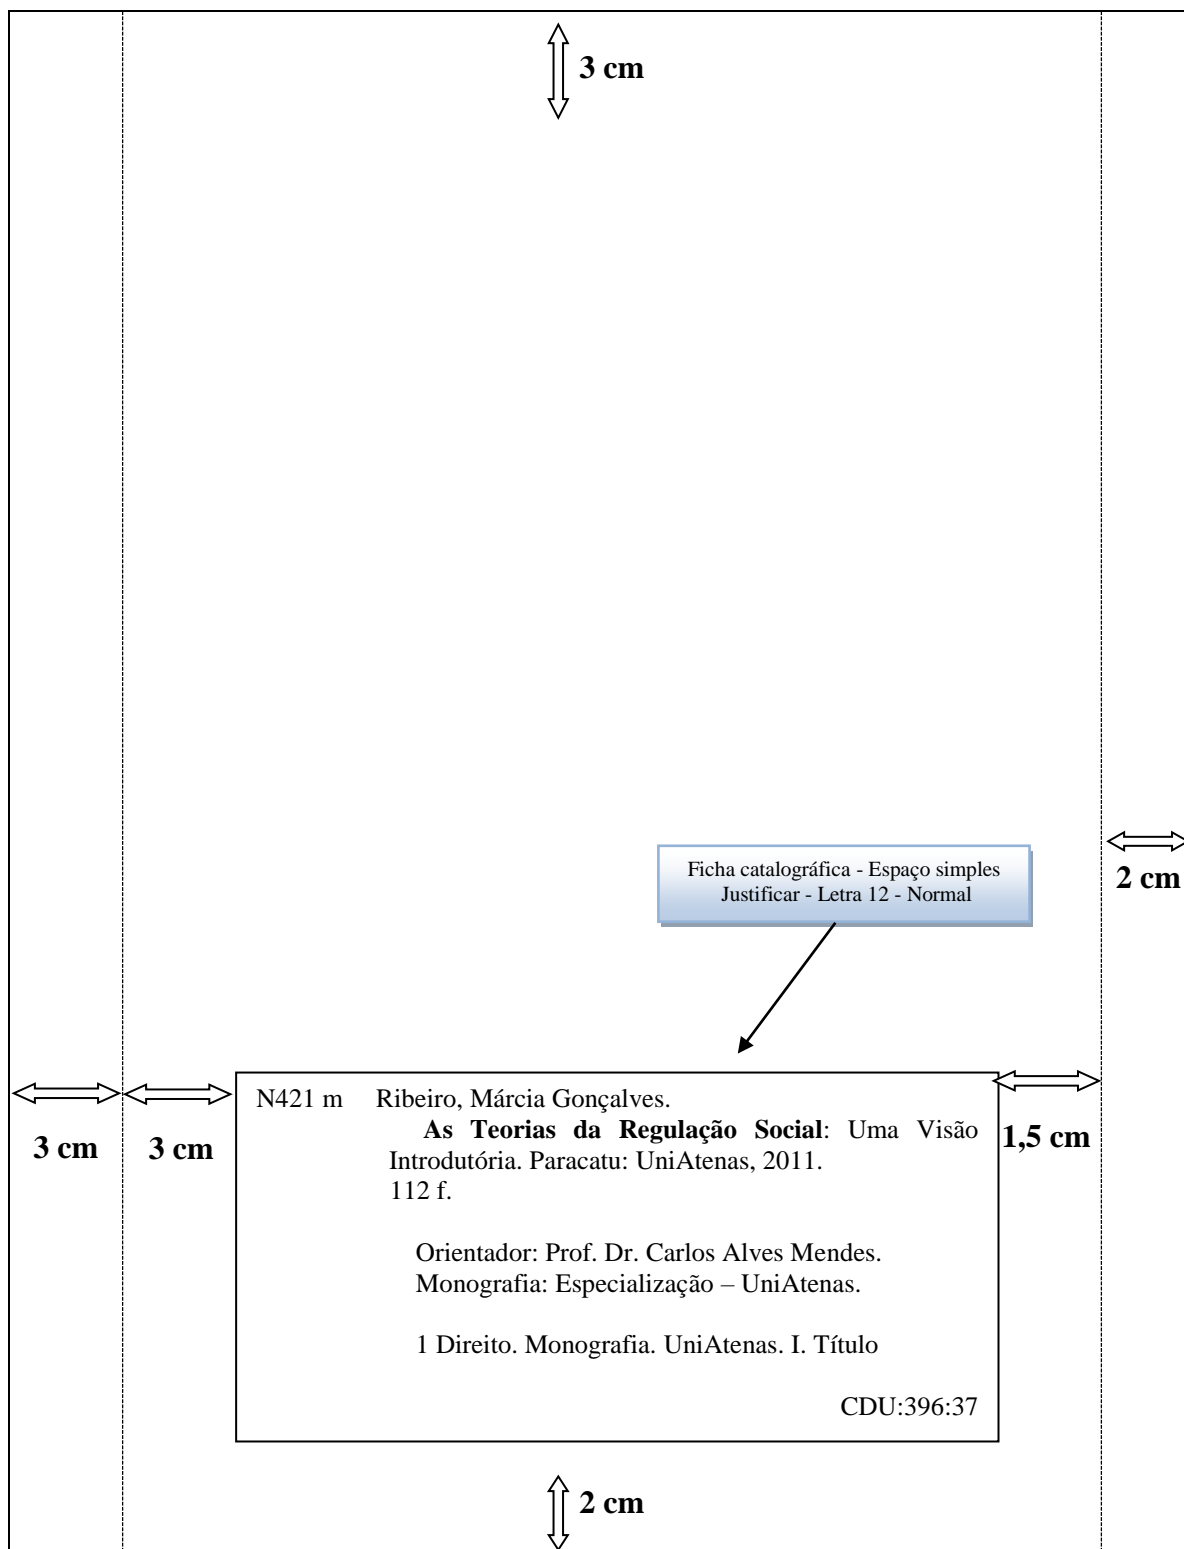 3 cm
Ficha catalográfica - Espaço simples
Justificar - Letra 12 - Normal
2 cm
N421 m Ribeiro, Márcia Gonçalves.
As Teorias da Regulação Social: Uma Visão
Introdutória. Paracatu: UniAtenas, 2011.
112 f.
Orientador: Prof. Dr. Carlos Alves Mendes.
Monografia: Especialização – UniAtenas.
1 Direito. Monografia. UniAtenas. I. Título
CDU:396:37
3 cm
3 cm
1,5 cm
2 cm